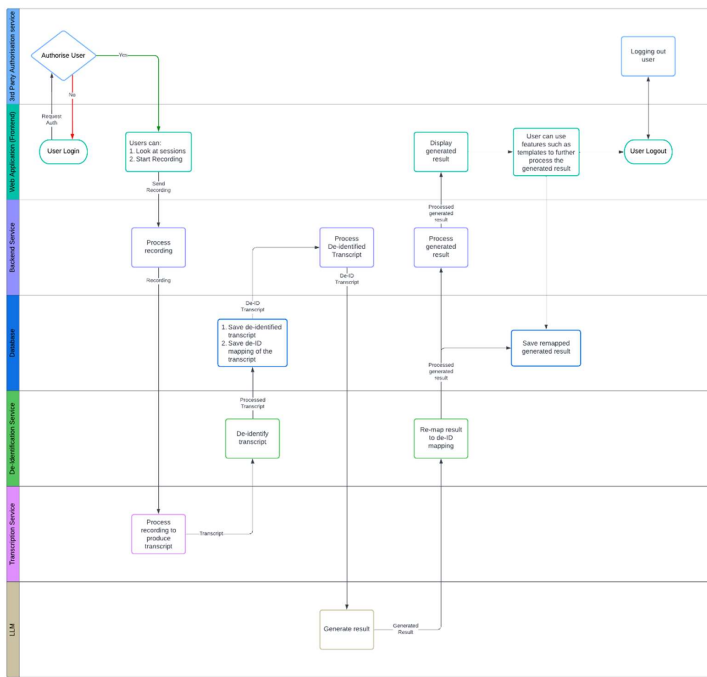 3rd Party Authorisation service
Authorise User
Yes
No
Request
Auth
Logging out
user
Web Application (Frontend)
User Login
Users can:
1. Look at sessions
2. Start Recording
Send
Recording
Display
generated
result
User can use
features such as
templates to further
process the
generated result
User Logout
Processed
generated
result
Backend Service
Process
recording
Recording
Process
De-identified
Transcript
De-ID
Transcript
Process
generated
result
Database
De-ID
Transcript
1. Save de-identified
transcript
2. Save de-ID
mapping of the
transcript
Save remapped
generated result
Processed
generated
result
Processed
Transcript
De-Identification Service
De-identify
transcript
Re-map result
to de-ID
mapping
Transcription Service
Process
recording to
produce
transcript
Transcript
LLM
Generate result
Generated
Result